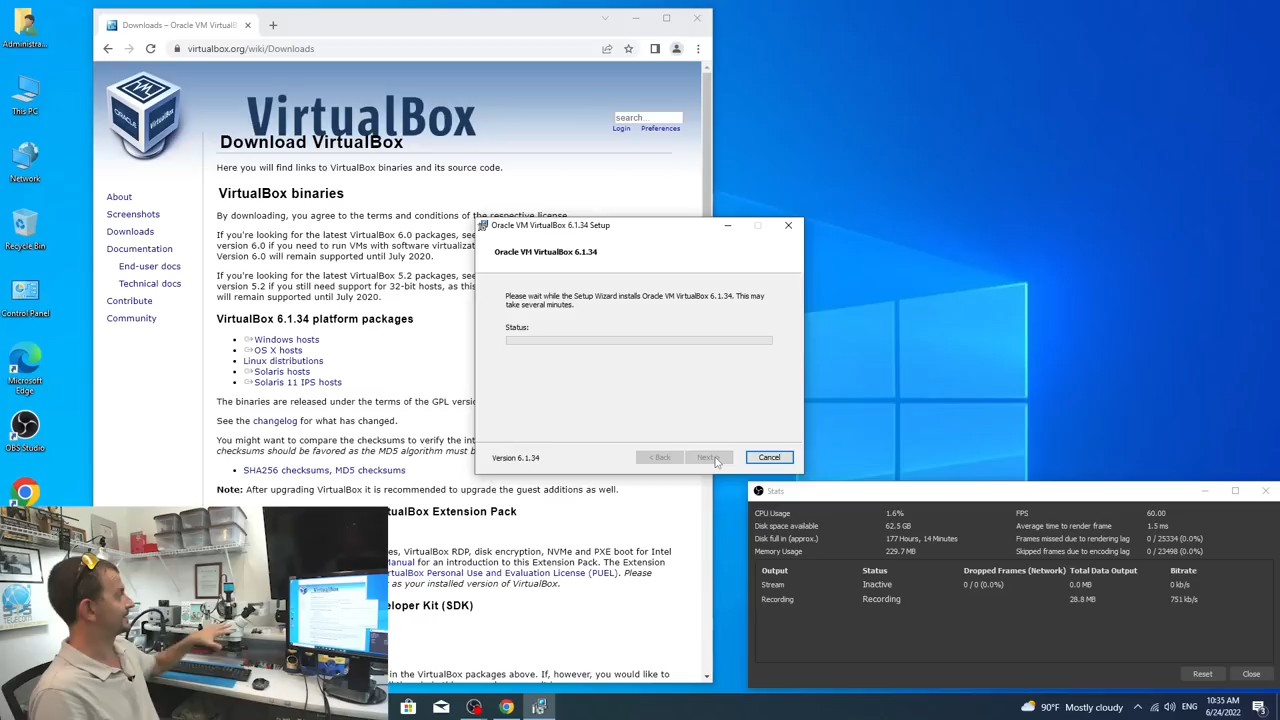 Administra...
This PC
Network
Recycle Bin
Control Panel
Microsoft
Edge
OBS Studio
Downloads – Oracle VM VirtualB
virtualbox.org/wiki/Downloads
ORACLE
VM
VirtualBox
VirtualBox
search...
Login Preferences
About
Screenshots
Downloads
Documentation
End-user docs
Technical docs
Contribute
Community
Download VirtualBox
Here you will find links to VirtualBox binaries and its source code.
VirtualBox binaries
By downloading, you agree to the terms and conditions of the respective license.
If you're looking for the latest VirtualBox 6.0 packages, see
version 6.0 if you need to run VMs with software virtualizat
Version 6.0 will remain supported until July 2020.
If you're looking for the latest VirtualBox 5.2 packages, see
version 5.2 if you still need support for 32-bit hosts, as this
will remain supported until July 2020.
VirtualBox 6.1.34 platform packages
Windows hosts
OS X hosts
Linux distributions
Solaris hosts
Solaris 11 IPS hosts
The binaries are released under the terms of the GPL versio
See the changelog for what has changed.
You might want to compare the checksums to verify the int
checksums should be favored as the MD5 algorithm must b
SHA256 checksums, MD5 checksums
Note: After upgrading VirtualBox it is recommended to upgrade the guest additions as well.
tualBox Extension Pack
es, VirtualBox RDP, disk encryption, NVMe and PXE boot for Intel
Manual for an introduction to this Extension Pack. The Extension
irtualBox Personal Use and Evaluation License (PUEL). Please
as your installed version of VirtualBox.
eloper Kit (SDK)
in the VirtualBox packages above. If, however, you would like to
Oracle VM VirtualBox 6.1.34 Setup
Oracle VM VirtualBox 6.1.34
Please wait while the Setup Wizard installs Oracle VM VirtualBox 6.1.34. This may
take several minutes.
Status:
Version 6.1.34
< Back
Next >
Cancel
Stats
CPU Usage 1.6% FPS 60.00
Disk space available 62.5 GB Average time to render frame 1.5 ms
Disk full in (approx.) 177 Hours, 14 Minutes Frames missed due to rendering lag 0 / 25334 (0.0%)
Memory Usage 229.7 MB Skipped frames due to encoding lag 0 / 23498 (0.0%)
Output Status Dropped Frames (Network) Total Data Output Bitrate
Stream Inactive 0 / 0 (0.0%) 0.0 MB 0 kb/s
Recording Recording 28.8 MB 751 kb/s
Reset
Close
90°F Mostly cloudy
ENG
10:35 AM
6/24/2022
3